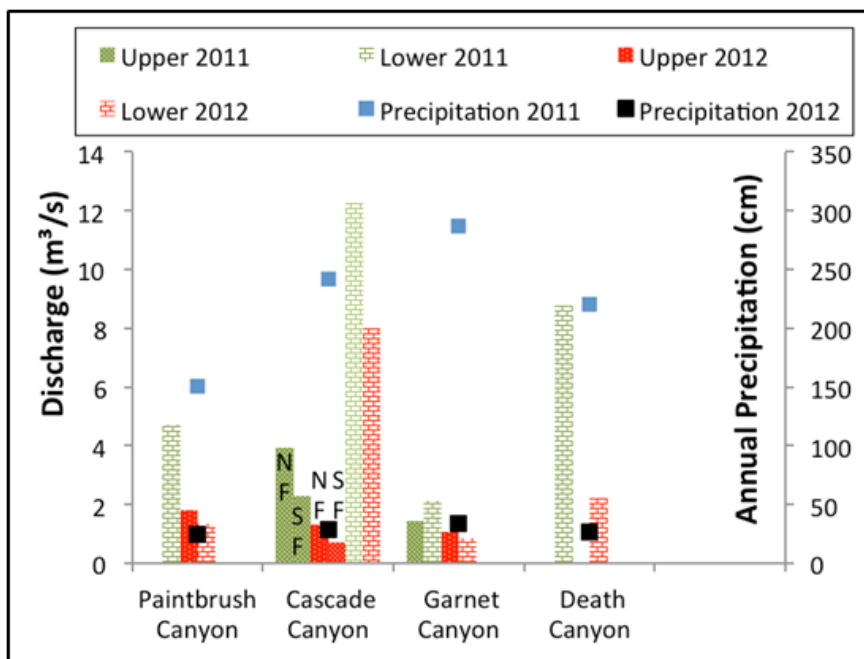 Upper 2011 Lower 2011 Upper 2012
Lower 2012 Precipitation 2011 Precipitation 2012
Discharge (m³/s)
14
12
10
8
6
4
2
0
N
F
S
F
N
F
S
F
350
300
250
200
150
100
50
0
Annual Precipitation (cm)
Paintbrush Cascade Garnet Death
Canyon Canyon Canyon Canyon